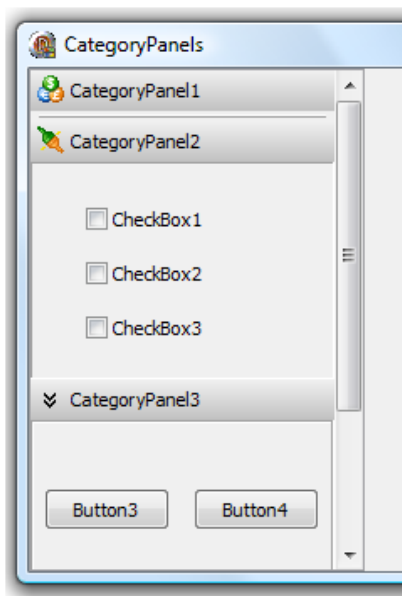 CategoryPanels
CategoryPanel1
CategoryPanel2
CheckBox1
CheckBox2
CheckBox3
CategoryPanel3
Button3 Button4